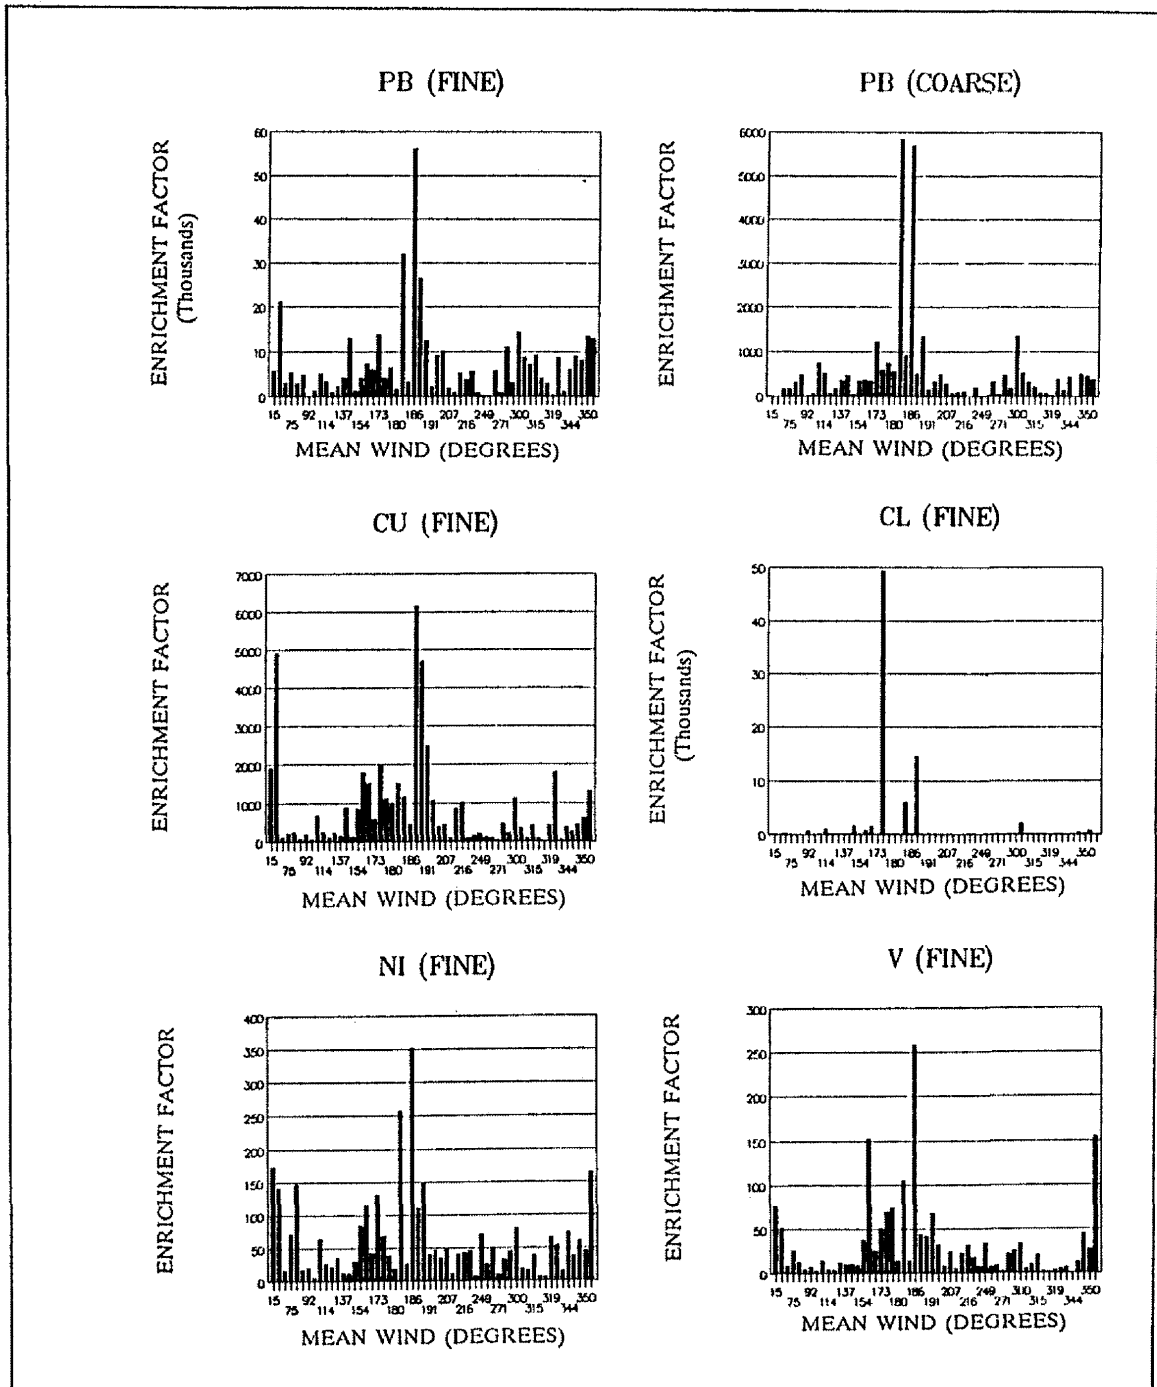 PB (FINE)
ENRICHMENT FACTOR
(Thousands)
60
50
40
30
20
10
0
15 92 137 173 186 207 249 300 319 350
75 114 154 180 191 216 271 315 344
MEAN WIND (DEGREES)
PB (COARSE)
ENRICHMENT FACTOR
6000
5000
4000
3000
2000
1000
0
15 92 137 173 186 207 249 300 319 350
75 114 154 180 191 216 271 315 344
MEAN WIND (DEGREES)
CU (FINE)
ENRICHMENT FACTOR
7000
6000
5000
4000
3000
2000
1000
0
15 92 137 173 186 207 249 300 319 350
75 114 154 180 191 216 271 315 344
MEAN WIND (DEGREES)
CL (FINE)
ENRICHMENT FACTOR
(Thousands)
50
40
30
20
10
0
15 92 137 173 186 207 249 300 319 350
75 114 154 180 191 216 271 315 344
MEAN WIND (DEGREES)
NI (FINE)
ENRICHMENT FACTOR
400
350
300
250
200
150
100
50
0
15 92 137 173 186 207 249 300 319 350
75 114 154 180 191 216 271 315 344
MEAN WIND (DEGREES)
V (FINE)
ENRICHMENT FACTOR
300
250
200
150
100
50
0
15 92 137 173 186 207 249 300 319 350
75 114 154 180 191 216 271 315 344
MEAN WIND (DEGREES)